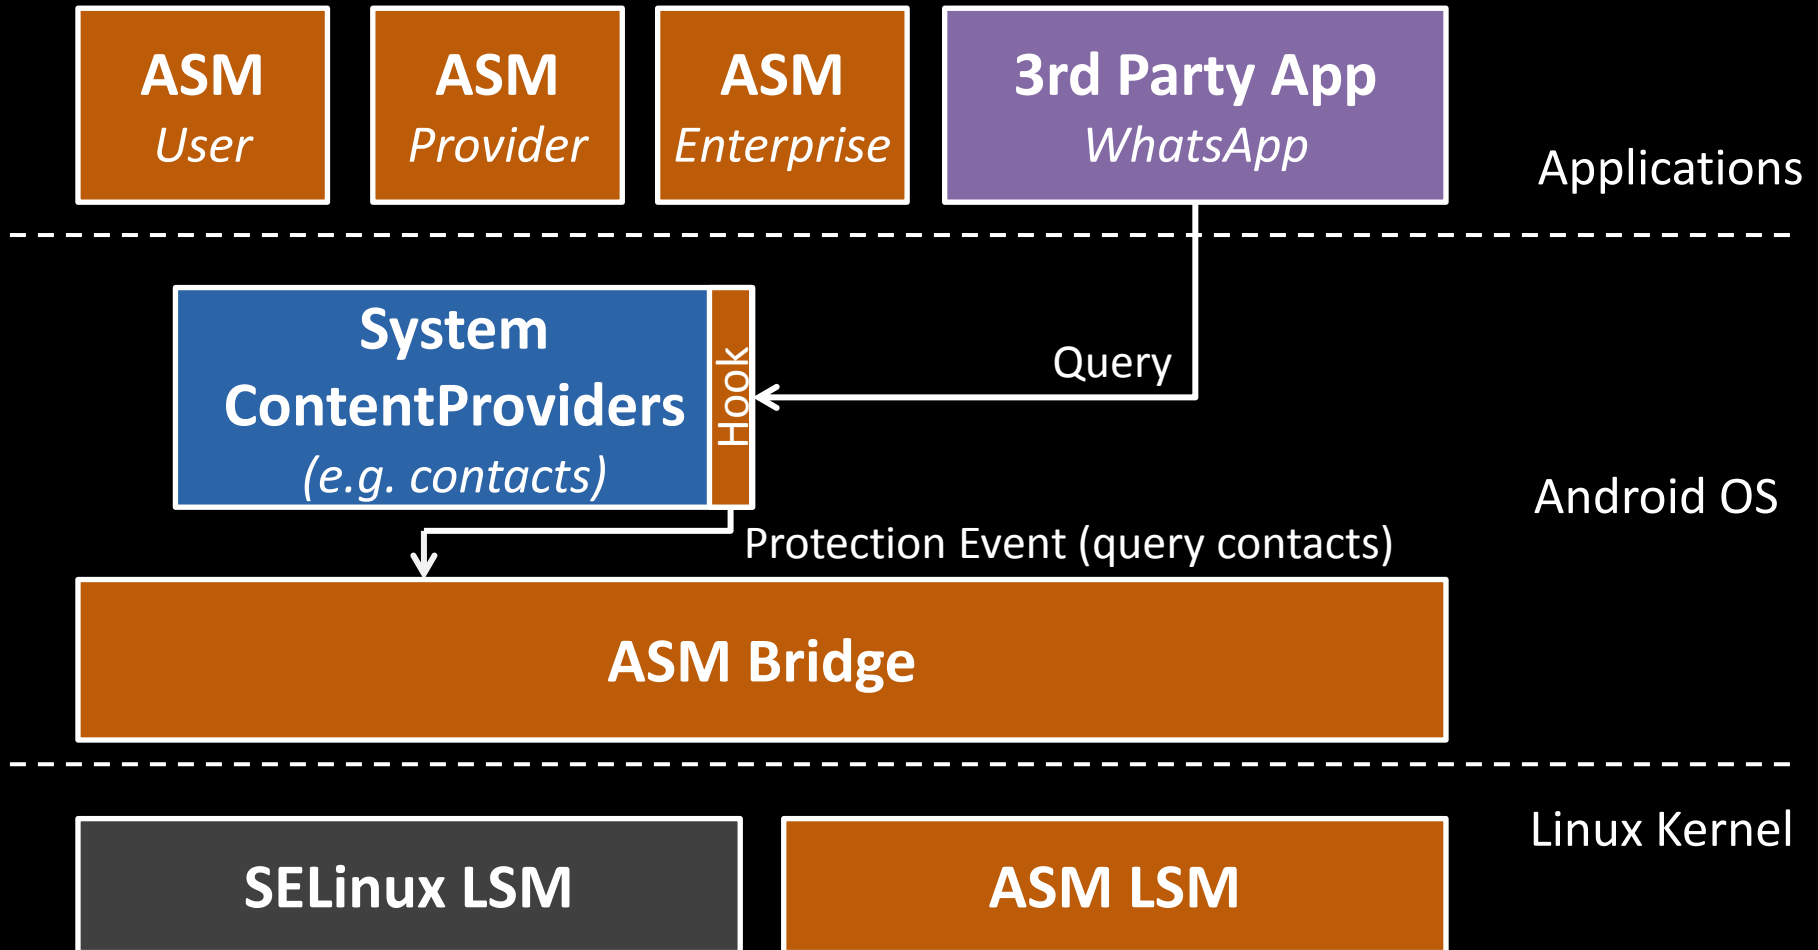 ASM
User
ASM
Provider
ASM
Enterprise
3rd Party App
WhatsApp
Applications
System
ContentProviders
(e.g. contacts)
Hook
Query
Android OS
Protection Event (query contacts)
ASM Bridge
Linux Kernel
SELinux LSM
ASM LSM